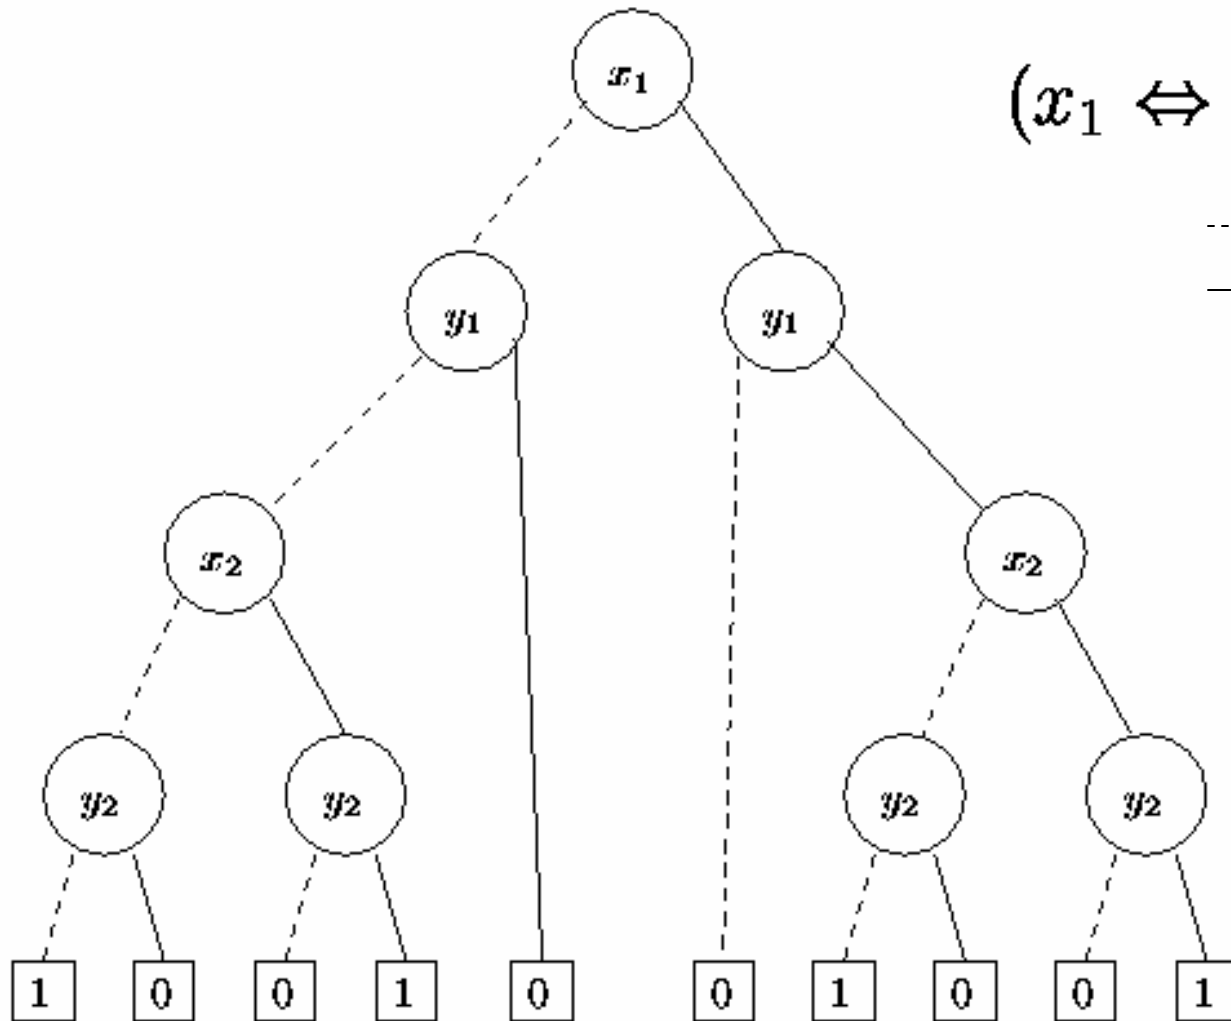 x₁
(x₁ ⇔
y₁ y₁
x₂ x₂
y₂ y₂ y₂ y₂
1 0 0 1 0 0 1 0 0 1